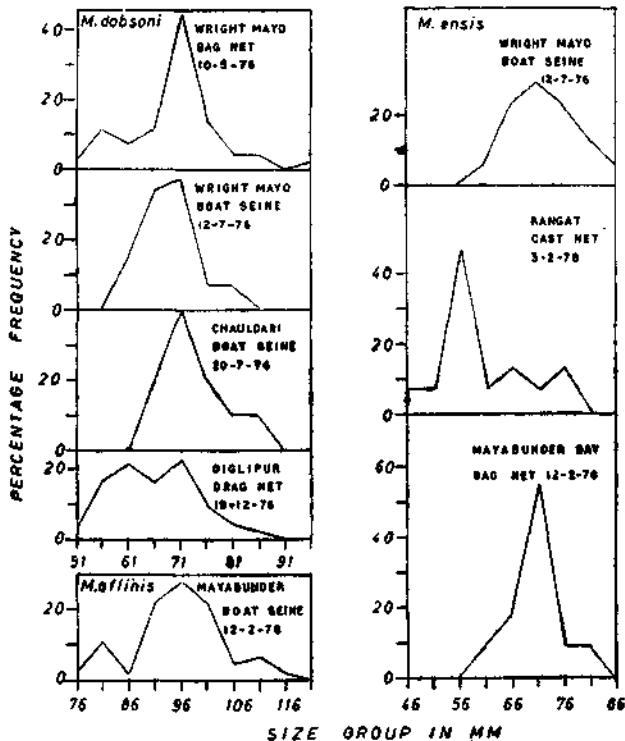 M. dobsoni
WRIGHT MAYO
BAG NET
10-5-76
40
20
0
WRIGHT MAYO
BOAT SEINE
12-7-76
20
0
CHAULDARI
BOAT SEINE
20-7-76
20
0
DIGLIPUR
DRAG NET
19-12-76
20
0
51 61 71 81 91
M. affinis
MAYABUNDER
BOAT SEINE
12-2-78
20
0
76 86 96 106 116
PERCENTAGE FREQUENCY
M. ensis
WRIGHT MAYO
BOAT SEINE
12-7-76
20
0
RANGAT
CAST NET
3-2-78
40
20
0
MAYABUNDER BAY
BAG NET 12-2-78
60
40
20
0
46 56 66 76 86
SIZE GROUP IN MM